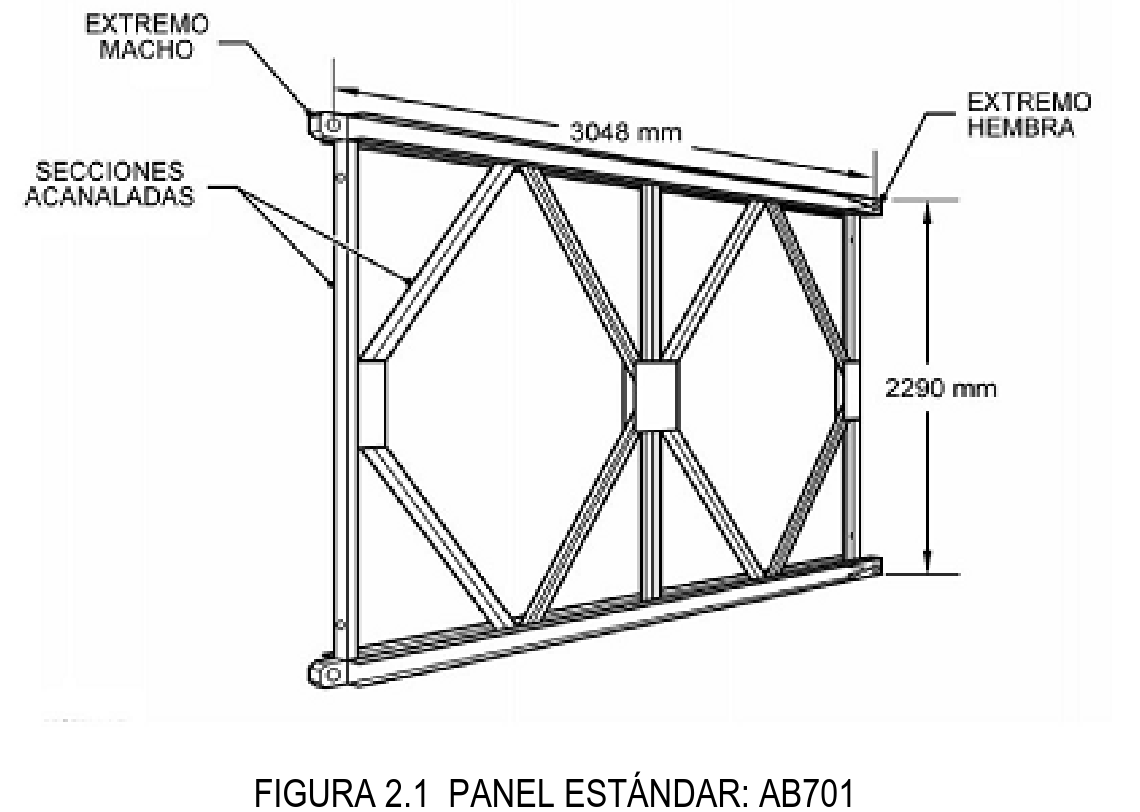 EXTREMO
MACHO
3048 mm
EXTREMO
HEMBRA
SECCIONES
ACANALADAS
2290 mm
FIGURA 2.1 PANEL ESTÁNDAR: AB701